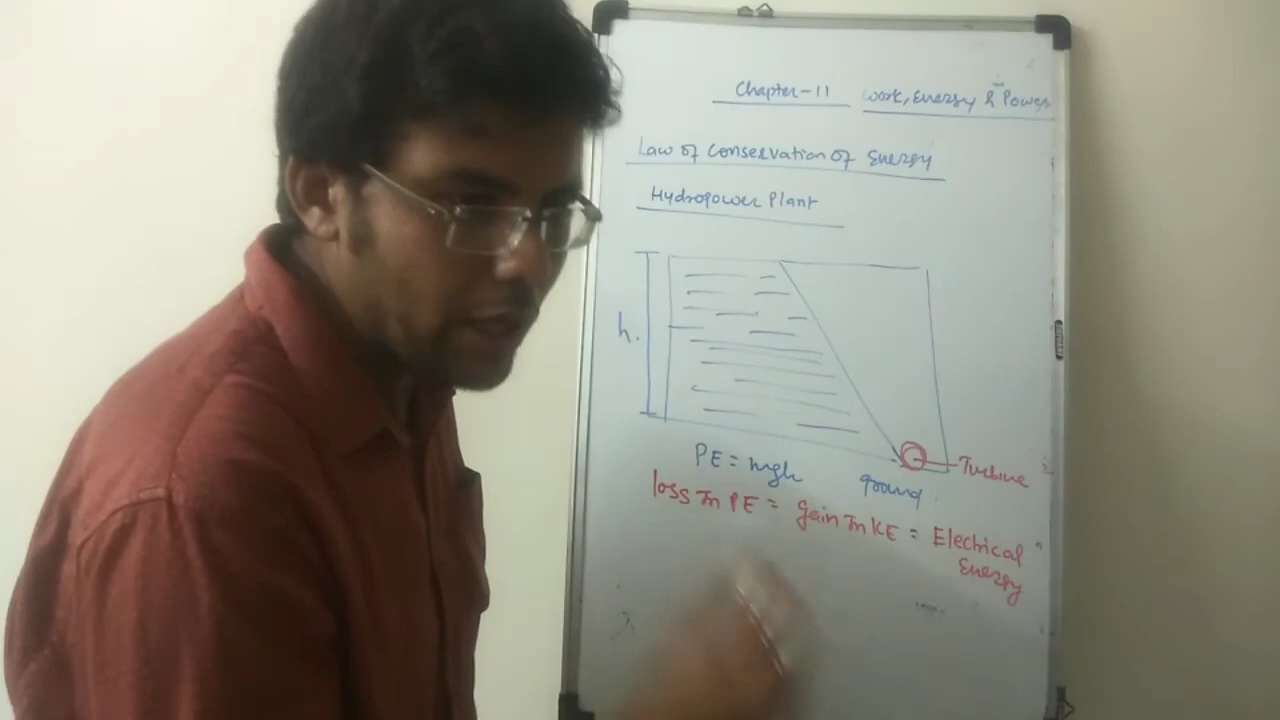 Chapter-11 Work, Energy & Power
Law of Conservation of Energy
Hydropower Plant
h.
PE = mgh
ground
Turbine
loss In PE = gain In KE = Electrical
Energy